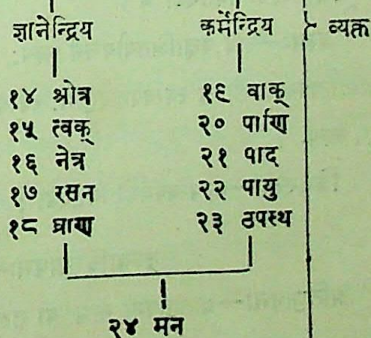 ज्ञानेन्द्रिय कर्मेन्द्रिय व्यक्त
१४ श्रोत्र १९ वाक्
१५ त्वक् २० पाणि
१६ नेत्र २१ पाद
१७ रसन २२ पायु
१८ घ्राण २३ उपस्थ
२४ मन